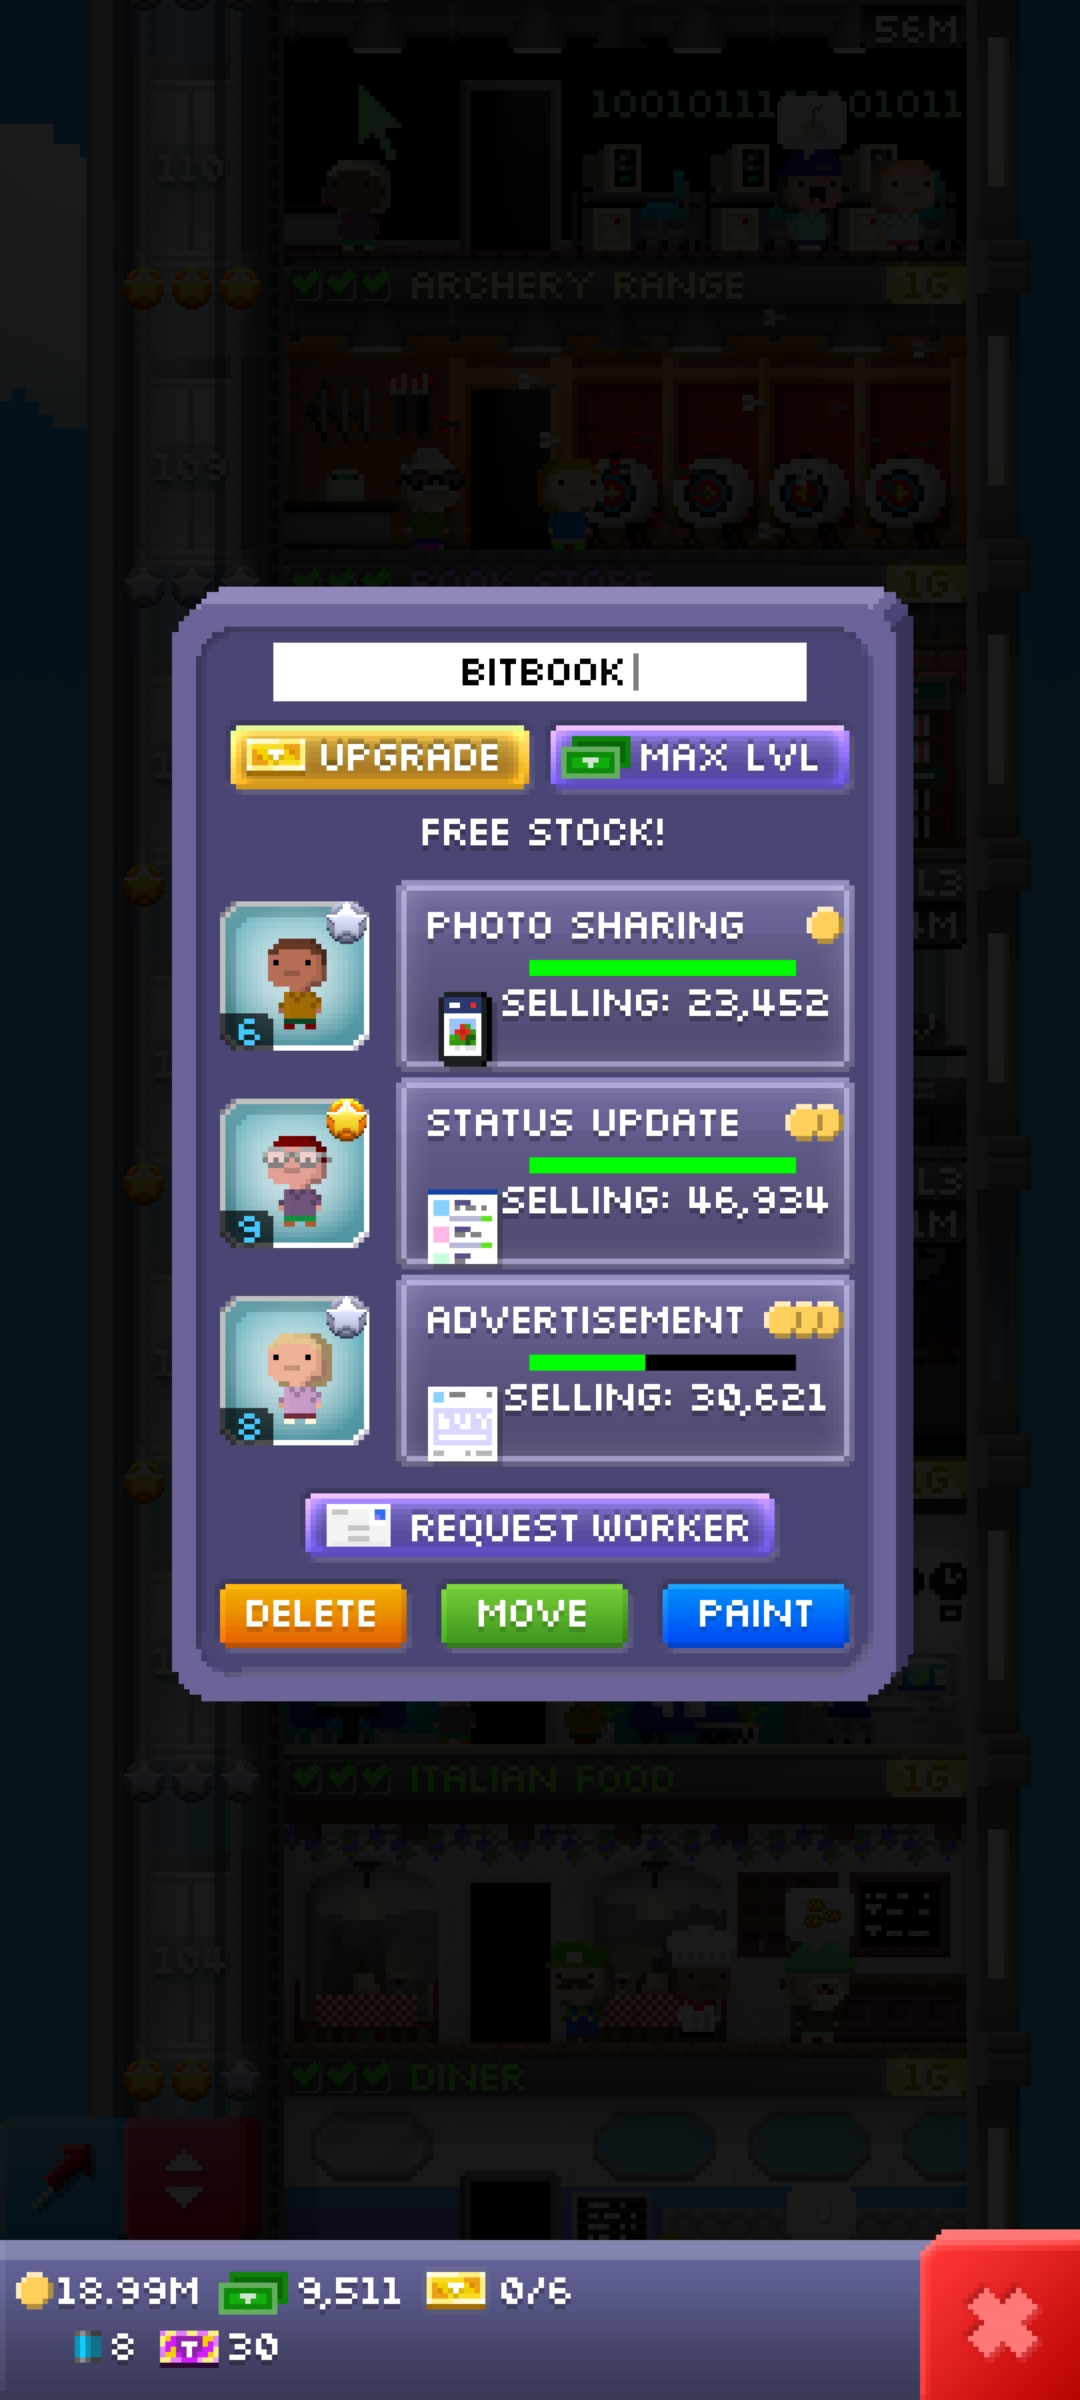 56M
110
ARCHERY RANGE 1G
109
BOOK STORE 1G
BITBOOK
UPGRADE MAX LVL
FREE STOCK!
PHOTO SHARING
SELLING: 23,452
6
STATUS UPDATE
SELLING: 46,934
9
ADVERTISEMENT
SELLING: 30,621
8
REQUEST WORKER
DELETE MOVE PAINT
ITALIAN FOOD 1G
104
DINER 1G
18.99M 9,511 0/6
8 30